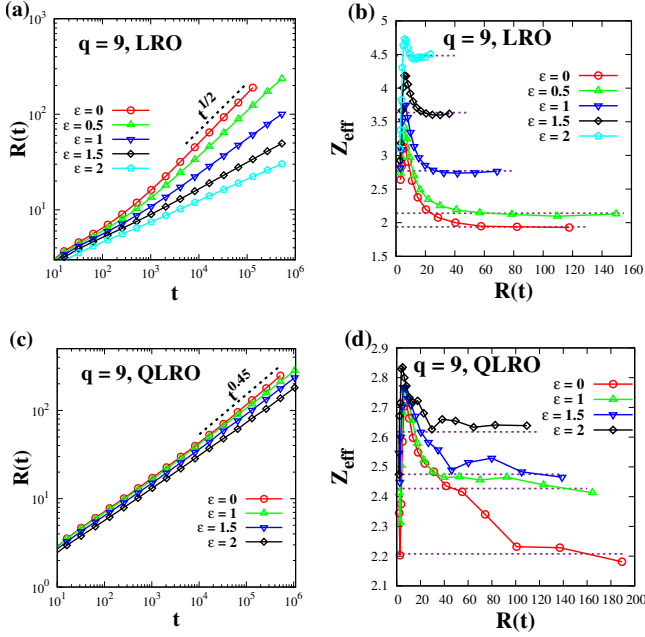 (a)
q = 9, LRO
ε = 0
ε = 0.5
ε = 1
ε = 1.5
ε = 2
t^{1/2}
R(t)
10^3
10^2
10^1
10^1 10^2 10^3 10^4 10^5 10^6
t
(b)
q = 9, LRO
ε = 0
ε = 0.5
ε = 1
ε = 1.5
ε = 2
Z_eff
5
4.5
4
3.5
3
2.5
2
1.5
0 20 40 60 80 100 120 140 160
R(t)
(c)
q = 9, QLRO
t^{0.45}
ε = 0
ε = 1
ε = 1.5
ε = 2
R(t)
10^2
10^1
10^0
10^1 10^2 10^3 10^4 10^5 10^6
t
(d)
q = 9, QLRO
ε = 0
ε = 1
ε = 1.5
ε = 2
Z_eff
2.9
2.8
2.7
2.6
2.5
2.4
2.3
2.2
2.1
0 20 40 60 80 100 120 140 160 180 200
R(t)